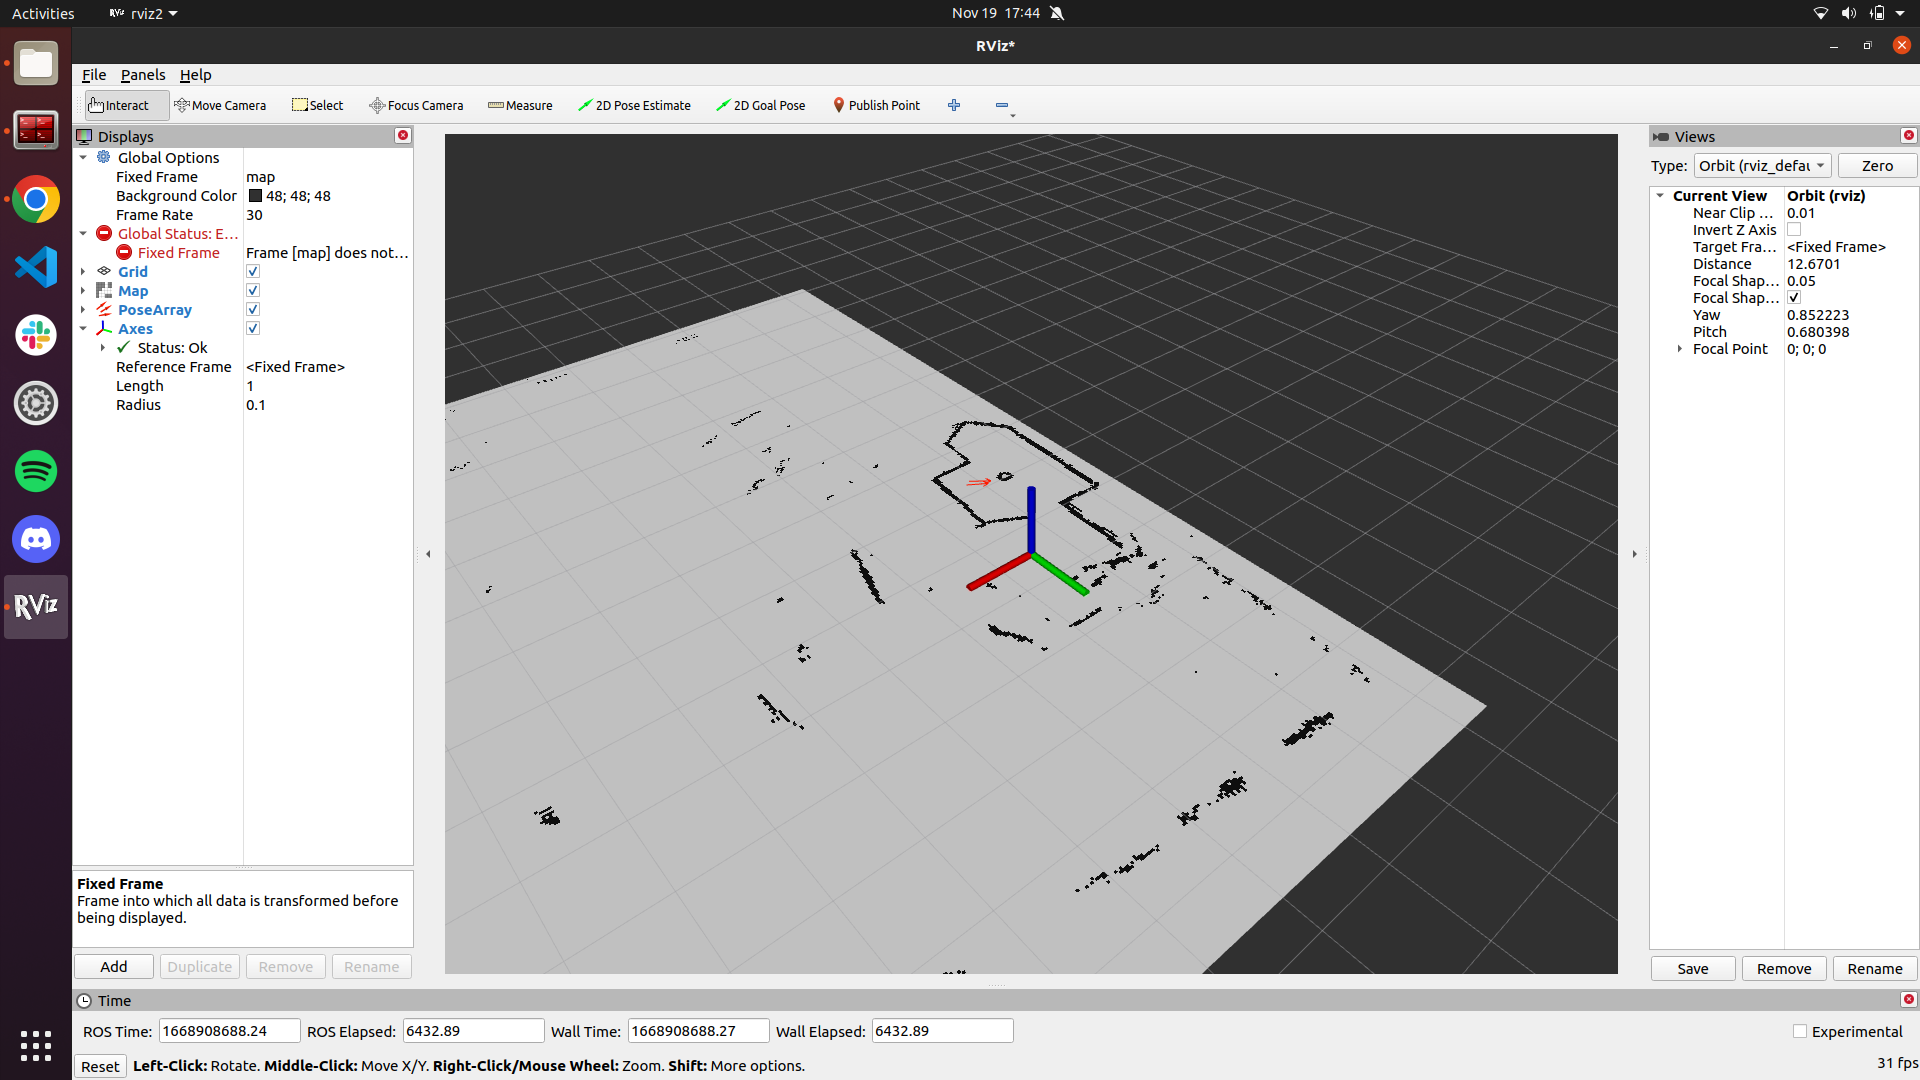 Activities
rviz2
Nov 19 17:44
RViz*
File Panels Help
Interact Move Camera Select Focus Camera Measure 2D Pose Estimate 2D Goal Pose Publish Point
Displays
Global Options
Fixed Frame map
Background Color 48; 48; 48
Frame Rate 30
Global Status: E...
Fixed Frame Frame [map] does not...
Grid
Map
PoseArray
Axes
Status: Ok
Reference Frame <Fixed Frame>
Length 1
Radius 0.1
Fixed Frame
Frame into which all data is transformed before
being displayed.
Add Duplicate Remove Rename
Views
Type: Orbit (rviz_defau Zero
Current View Orbit (rviz)
Near Clip ... 0.01
Invert Z Axis
Target Fra... <Fixed Frame>
Distance 12.6701
Focal Shap... 0.05
Focal Shap...
Yaw 0.852223
Pitch 0.680398
Focal Point 0; 0; 0
Save Remove Rename
RViz
Time
ROS Time: 1668908688.24 ROS Elapsed: 6432.89 Wall Time: 1668908688.27 Wall Elapsed: 6432.89 Experimental
Reset Left-Click: Rotate. Middle-Click: Move X/Y. Right-Click/Mouse Wheel: Zoom. Shift: More options. 31 fps